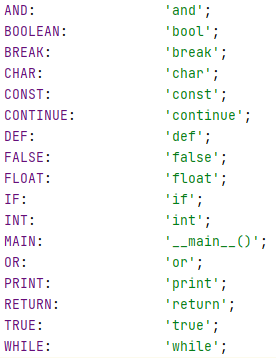 AND: 'and';
BOOLEAN: 'bool';
BREAK: 'break';
CHAR: 'char';
CONST: 'const';
CONTINUE: 'continue';
DEF: 'def';
FALSE: 'false';
FLOAT: 'float';
IF: 'if';
INT: 'int';
MAIN: '__main__()';
OR: 'or';
PRINT: 'print';
RETURN: 'return';
TRUE: 'true';
WHILE: 'while';